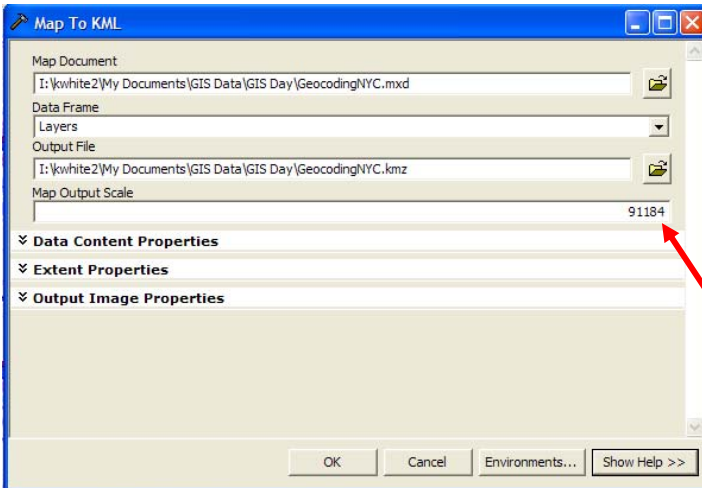 Map To KML
Map Document
I:\kwhite2\My Documents\GIS Data\GIS Day\GeocodingNYC.mxd
Data Frame
Layers
Output File
I:\kwhite2\My Documents\GIS Data\GIS Day\GeocodingNYC.kmz
Map Output Scale
91184
Data Content Properties
Extent Properties
Output Image Properties
OK Cancel Environments... Show Help >>